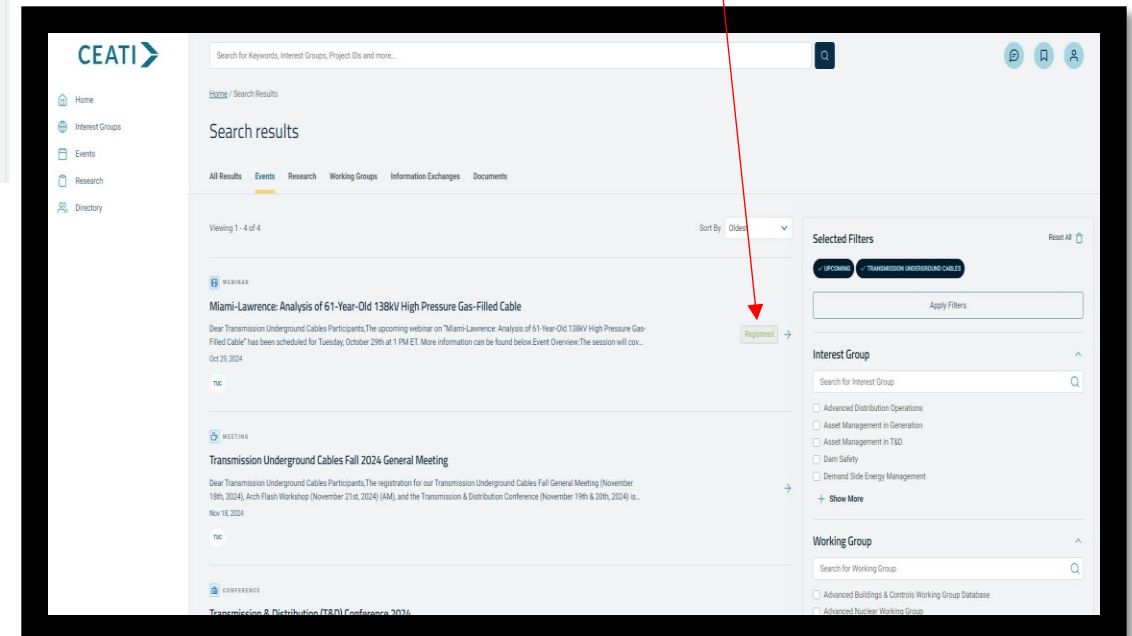 CEATI
Search for Keywords, Interest Groups, Project IDs and more...
Home
Interest Groups
Events
Research
Directory
Home / Search Results
Search results
All Results Events Research Working Groups Information Exchanges Documents
Viewing 1 - 4 of 4
Sort By Oldest
WEBINAR
Miami-Lawrence: Analysis of 61-Year-Old 138kV High Pressure Gas-Filled Cable
Dear Transmission Underground Cables Participants,The upcoming webinar on "Miami-Lawrence: Analysis of 61-Year-Old 138kV High Pressure Gas-
Filled Cable" has been scheduled for Tuesday, October 29th at 1 PM ET. More information can be found below.Event Overview:The session will cov...
Registered
Oct 29, 2024
TUC
MEETING
Transmission Underground Cables Fall 2024 General Meeting
Dear Transmission Underground Cables Participants,The registration for our Transmission Underground Cables Fall General Meeting (November
18th, 2024), Arch Flash Workshop (November 21st, 2024) (AM), and the Transmission & Distribution Conference (November 19th & 20th, 2024) is...
Nov 18, 2024
TUC
CONFERENCE
Transmission & Distribution (T&D) Conference 2024
Selected Filters
Reset All
UPCOMING TRANSMISSION UNDERGROUND CABLES
Apply Filters
Interest Group
Search for Interest Group
Advanced Distribution Operations
Asset Management in Generation
Asset Management in T&D
Dam Safety
Demand Side Energy Management
+ Show More
Working Group
Search for Working Group
Advanced Buildings & Controls Working Group Database
Advanced Nuclear Working Group